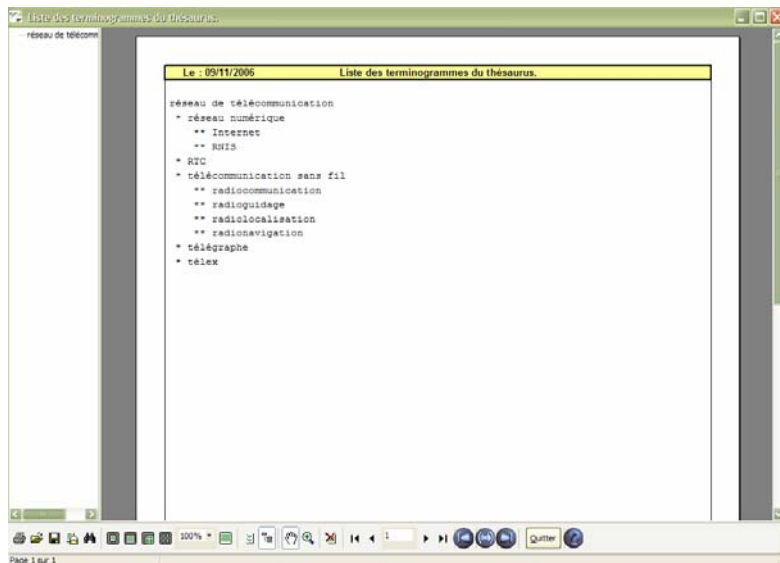 Liste des terminogrammes du thésaurus.
réseau de télécomm
Le : 09/11/2006 Liste des terminogrammes du thésaurus.
réseau de télécommunication
* réseau numérique
** Internet
** RNIS
* RTC
* télécommunication sans fil
** radiocommunication
** radioguidage
** radiolocalisation
** radionavigation
* télégraphe
* télex
100%
1
Quitter
Page 1 sur 1